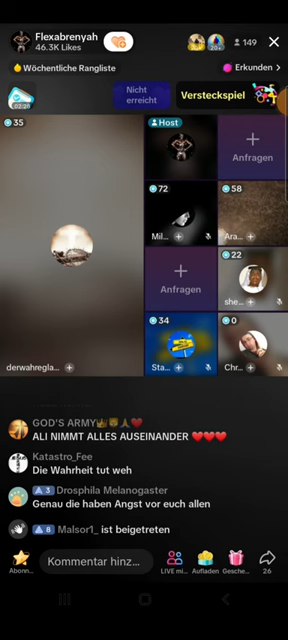 Flexabrenyah
46.3K Likes
20+
149
Wöchentliche Rangliste
Erkunden >
02:29
Nicht erreicht
Versteckspiel
35
Host
Anfragen
72
Mil...
58
Ara...
Anfragen
22
she...
34
Sta...
0
Chr...
derwahregla...
GOD'S ARMY👑🦁🙏❤️
ALI NIMMT ALLES AUSEINANDER ❤️❤️❤️
Katastro_Fee
Die Wahrheit tut weh
3 Drosphila Melanogaster
Genau die haben Angst vor euch allen
8 Malsor1_ ist beigetreten
Kommentar hinz...
Abonn...
LIVE mi...
Aufladen
Gesche...
26